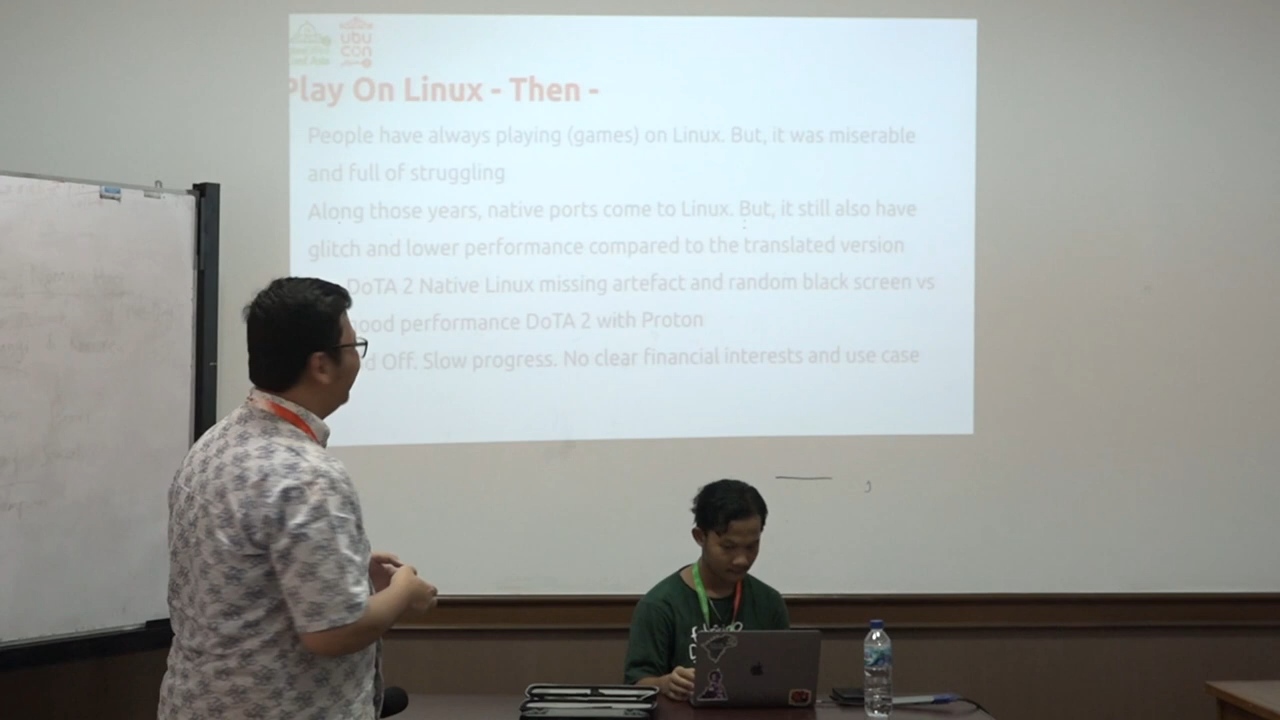 ubu
con
Play On Linux - Then -
People have always playing (games) on Linux. But, it was miserable
and full of struggling
Along those years, native ports come to Linux. But, it still also have
glitch and lower performance compared to the translated version
DoTA 2 Native Linux missing artefact and random black screen vs
good performance DoTA 2 with Proton
Off. Slow progress. No clear financial interests and use case